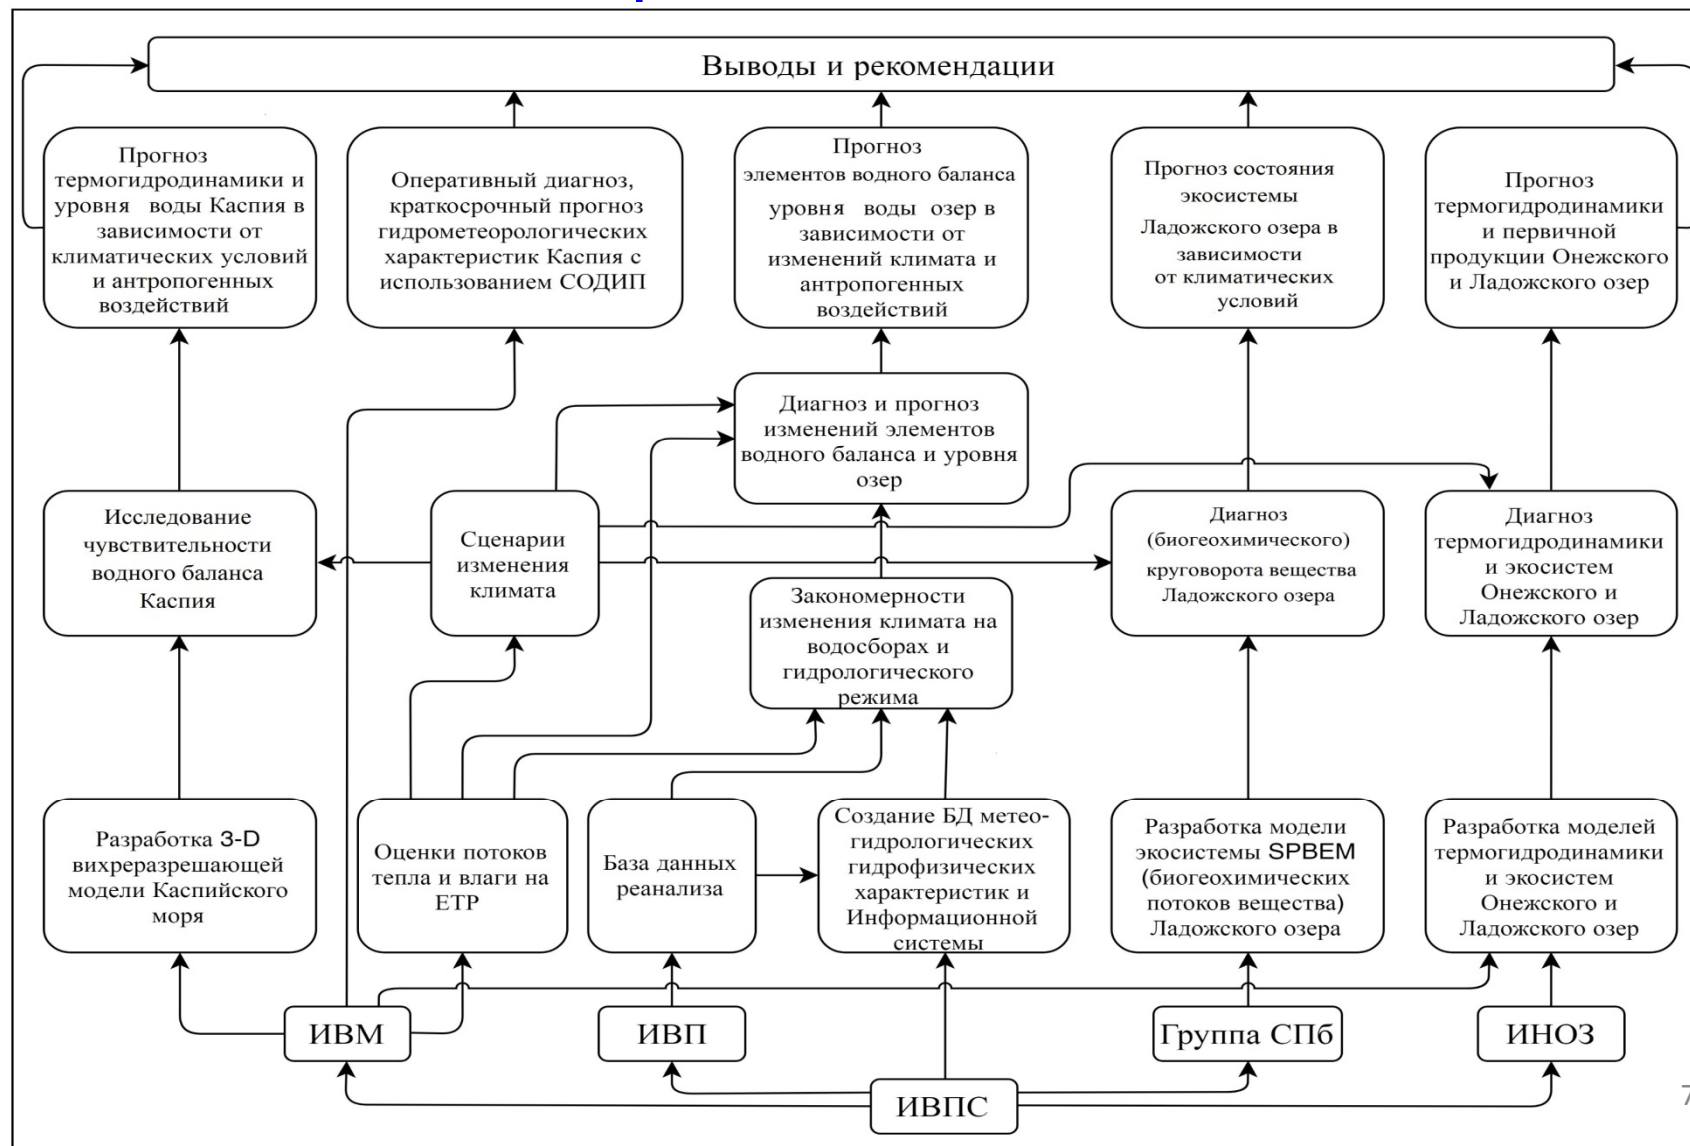 Выводы и рекомендации
Прогноз
термогидродинамики и
уровня воды Каспия в
зависимости от
климатических условий
и антропогенных
воздействий
Оперативный диагноз,
краткосрочный прогноз
гидрометеорологических
характеристик Каспия с
использованием СОДИП
Прогноз
элементов водного баланса
уровня воды озер в
зависимости от
изменений климата и
антропогенных
воздействий
Прогноз состояния
экосистемы
Ладожского озера в
зависимости
от климатических
условий
Прогноз
термогидродинамики
и первичной
продукции Онежского
и Ладожского озер
Диагноз и прогноз
изменений элементов
водного баланса и уровня
озер
Исследование
чувствительности
водного баланса
Каспия
Сценарии
изменения
климата
Диагноз
(биогеохимического)
круговорота вещества
Ладожского озера
Диагноз
термогидродинамики
и экосистем
Онежского и
Ладожских озер
Закономерности
изменения климата на
водосборах и
гидрологического
режима
Разработка 3-D
вихреразрешающей
модели Каспийского
моря
Оценки потоков
тепла и влаги на
ЕТР
База данных
реанализа
Создание БД метео-
гидрологических
гидрофизических
характеристик и
Информационной
системы
Разработка модели
экосистемы SPBEM
(биогеохимических
потоков вещества)
Ладожского озера
Разработка моделей
термогидродинамики
и экосистем
Онежского и
Ладожских озер
ИВМ
ИВП
Группа СПб
ИНОЗ
ИВПС
7